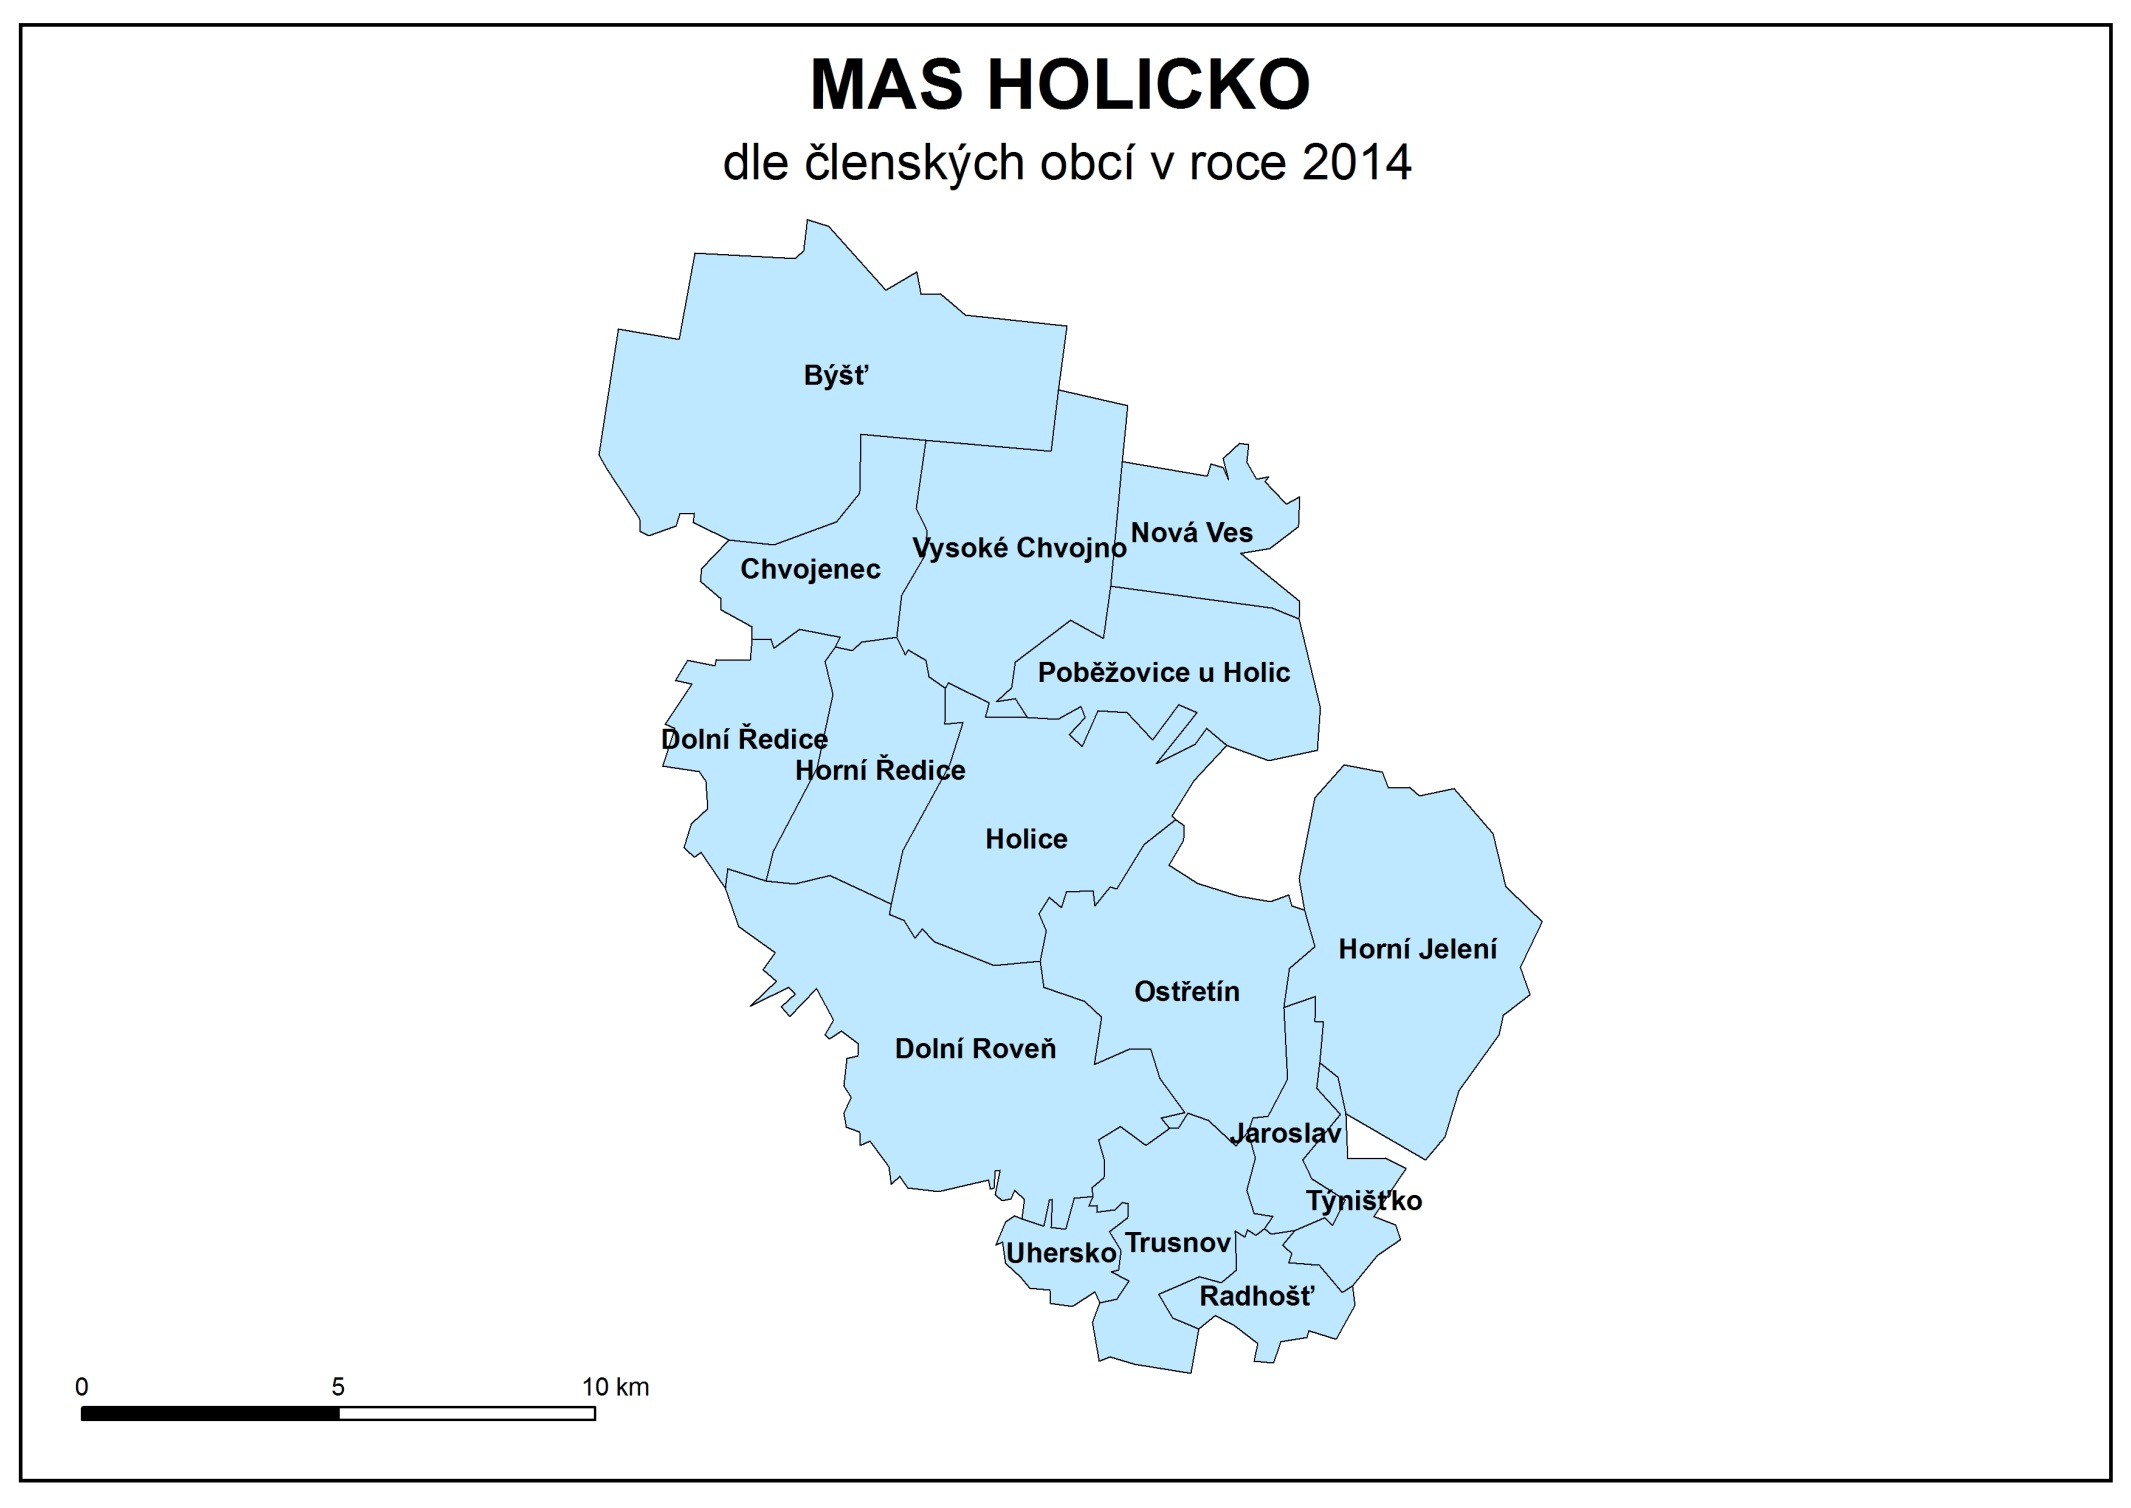 MAS HOLICKO
dle členských obcí v roce 2014
Býšť
Nová Ves
Vysoké Chvojno
Chvojenec
Poběžovice u Holic
Dolní Ředice
Horní Ředice
Holice
Horní Jelení
Ostřetín
Dolní Roveň
Jaroslav
Týnišťko
Trusnov
Uhersko
Radhošť
0 5 10 km